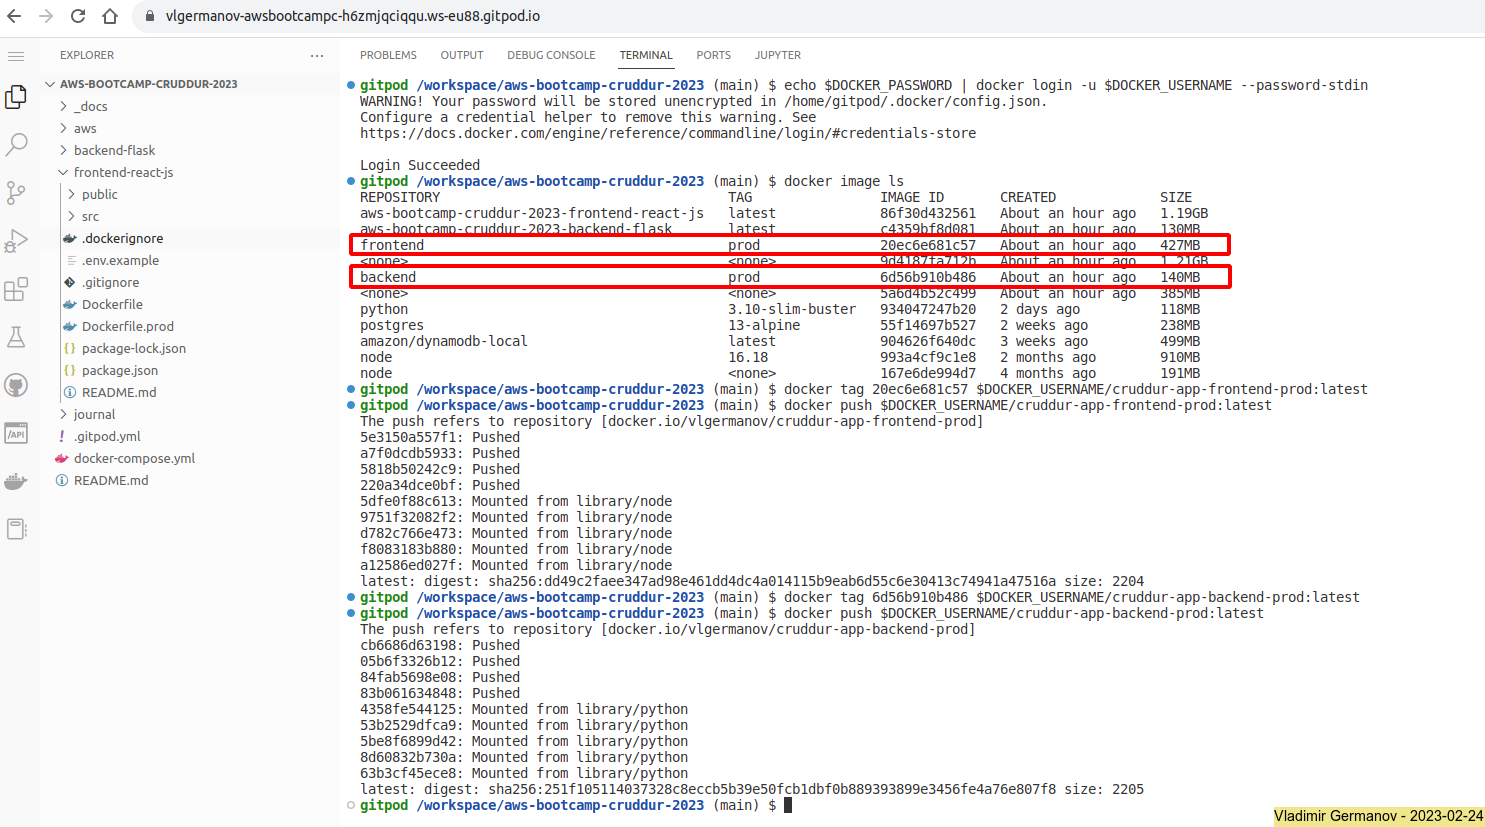 vlgermanov-awsbootcampc-h6zmjqciqqu.ws-eu88.gitpod.io
EXPLORER
AWS-BOOTCAMP-CRUDDUR-2023
_docs
aws
backend-flask
frontend-react-js
public
src
.dockerignore
.env.example
.gitignore
Dockerfile
Dockerfile.prod
package-lock.json
package.json
README.md
journal
.gitpod.yml
docker-compose.yml
README.md
/API
PROBLEMS OUTPUT DEBUG CONSOLE TERMINAL PORTS JUPYTER
gitpod /workspace/aws-bootcamp-cruddur-2023 (main) $ echo $DOCKER_PASSWORD | docker login -u $DOCKER_USERNAME --password-stdin
WARNING! Your password will be stored unencrypted in /home/gitpod/.docker/config.json.
Configure a credential helper to remove this warning. See
https://docs.docker.com/engine/reference/commandline/login/#credentials-store
Login Succeeded
gitpod /workspace/aws-bootcamp-cruddur-2023 (main) $ docker image ls
REPOSITORY TAG IMAGE ID CREATED SIZE
aws-bootcamp-cruddur-2023-frontend-react-js latest 86f30d432561 About an hour ago 1.19GB
aws-bootcamp-cruddur-2023-backend-flask latest c4359bf8d081 About an hour ago 130MB
frontend prod 20ec6e681c57 About an hour ago 427MB
<none> <none> 9d4187fa712b About an hour ago 1.21GB
backend prod 6d56b910b486 About an hour ago 140MB
<none> <none> 5a6d4b52c499 About an hour ago 385MB
python 3.10-slim-buster 934047247b20 2 days ago 118MB
postgres 13-alpine 55f14697b527 2 weeks ago 238MB
amazon/dynamodb-local latest 904626f640dc 3 weeks ago 499MB
node 16.18 993a4cf9c1e8 2 months ago 910MB
node <none> 167e6de994d7 4 months ago 191MB
gitpod /workspace/aws-bootcamp-cruddur-2023 (main) $ docker tag 20ec6e681c57 $DOCKER_USERNAME/cruddur-app-frontend-prod:latest
gitpod /workspace/aws-bootcamp-cruddur-2023 (main) $ docker push $DOCKER_USERNAME/cruddur-app-frontend-prod:latest
The push refers to repository [docker.io/vlgermanov/cruddur-app-frontend-prod]
5e3150a557f1: Pushed
a7f0dcdb5933: Pushed
5818b50242c9: Pushed
220a34dce0bf: Pushed
5dfe0f88c613: Mounted from library/node
9751f32082f2: Mounted from library/node
d782c766e473: Mounted from library/node
f8083183b880: Mounted from library/node
a12586ed027f: Mounted from library/node
latest: digest: sha256:dd49c2faee347ad98e461dd4dc4a014115b9eab6d55c6e30413c74941a47516a size: 2204
gitpod /workspace/aws-bootcamp-cruddur-2023 (main) $ docker tag 6d56b910b486 $DOCKER_USERNAME/cruddur-app-backend-prod:latest
gitpod /workspace/aws-bootcamp-cruddur-2023 (main) $ docker push $DOCKER_USERNAME/cruddur-app-backend-prod:latest
The push refers to repository [docker.io/vlgermanov/cruddur-app-backend-prod]
cb6686d63198: Pushed
05b6f3326b12: Pushed
84fab5698e08: Pushed
83b061634848: Pushed
4358fe544125: Mounted from library/python
53b2529dfca9: Mounted from library/python
5be8f6899d42: Mounted from library/python
8d60832b730a: Mounted from library/python
63b3cf45ece8: Mounted from library/python
latest: digest: sha256:251f105114037328c8eccb5b39e50fcb1dbf0b889393899e3456fe4a76e807f8 size: 2205
gitpod /workspace/aws-bootcamp-cruddur-2023 (main) $
Vladimir Germanov - 2023-02-24